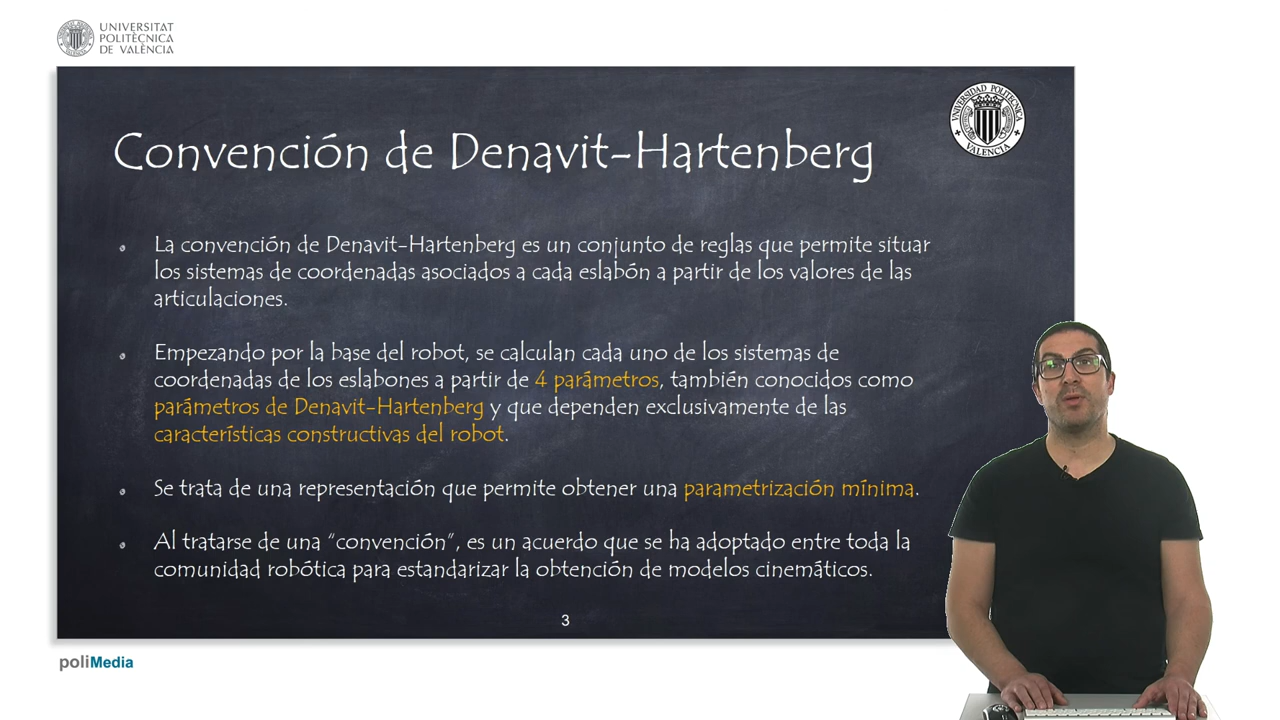 UNIVERSITAT
POLITÈCNICA
DE VALÈNCIA
UNIVERSIDAD POLITECNICA
VALENCIA
Convención de Denavit-Hartenberg
La convención de Denavit-Hartenberg es un conjunto de reglas que permite situar
los sistemas de coordenadas asociados a cada eslabón a partir de los valores de las
articulaciones.
Empezando por la base del robot, se calculan cada uno de los sistemas de
coordenadas de los eslabones a partir de 4 parámetros, también conocidos como
parámetros de Denavit-Hartenberg y que dependen exclusivamente de las
características constructivas del robot.
Se trata de una representación que permite obtener una parametrización mínima.
Al tratarse de una "convención", es un acuerdo que se ha adoptado entre toda la
comunidad robótica para estandarizar la obtención de modelos cinemáticos.
3
poliMedia